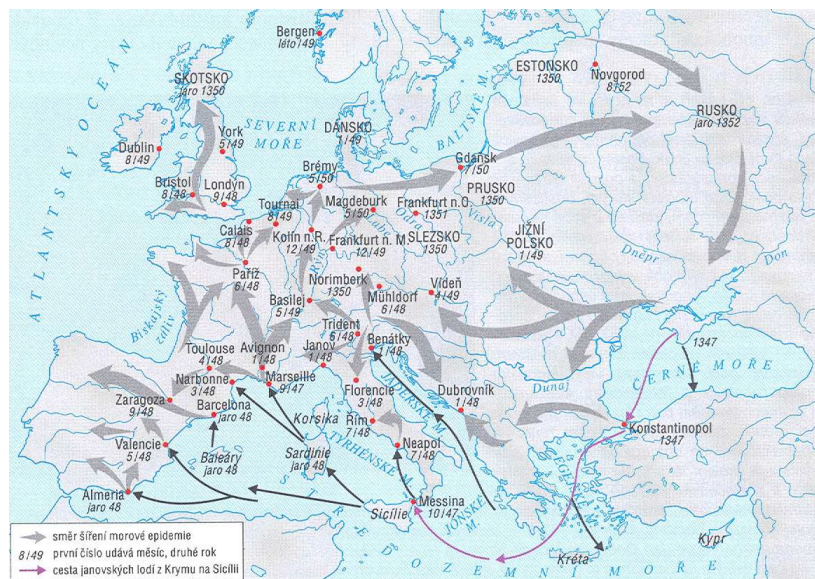 Bergen
léto/49
ATLANTSKÝ OCEÁN
SKOTSKO
jaro 1350
ESTONSKO
1350
Novgorod
8/52
RUSKO
jaro 1352
SEVERNÍ
MOŘE
DÁNSKO
1/49
BALTSKÉ M.
York
5/49
Dublin
8/49
Gdaňsk
7/50
Brémy
5/50
PRUSKO
1350
Bristol
8/48
Londýn
9/48
Tournai
8/49
Magdeburk
5/50
Frankfurt n.O.
1351
Labe
Odra
Visla
Calais
8/48
Kolín n.R.
12/49
Rýn
Frankfurt n. M.
12/49
SLEZSKO
1350
JIŽNÍ
POLSKO
1/49
Dněpr
Don
Paříž
6/48
Norimberk
1350
Vídeň
4/49
Mühldorf
6/48
Basilej
5/49
Biskajský
záliv
Trident
6/48
Benátky
1/48
Janov
1/48
Avignon
1/48
Toulouse
4/48
1347
ČERNÉ MOŘE
Marseille
9/47
Narbonne
3/48
Florencie
3/48
JADERSKÉ M.
Dubrovník
1/48
Dunaj
Zaragoza
9/48
Barcelona
jaro 48
Korsika
Řím
7/48
Konstantinopol
1347
Valencie
5/48
Baleáry
jaro 48
Sardinie
jaro 48
TYRHÉNSKÉ M.
Neapol
7/48
EGEJSKÉ
M.
Almeria
jaro 48
Messina
10/47
Sicílie
JÓNSKÉ
M.
Kréta
Kypr
STŘEDOZEMNÍ MOŘE
směr šíření morové epidemie
8/49 první číslo udává měsíc, druhé rok
cesta janovských lodí z Krymu na Sicílii